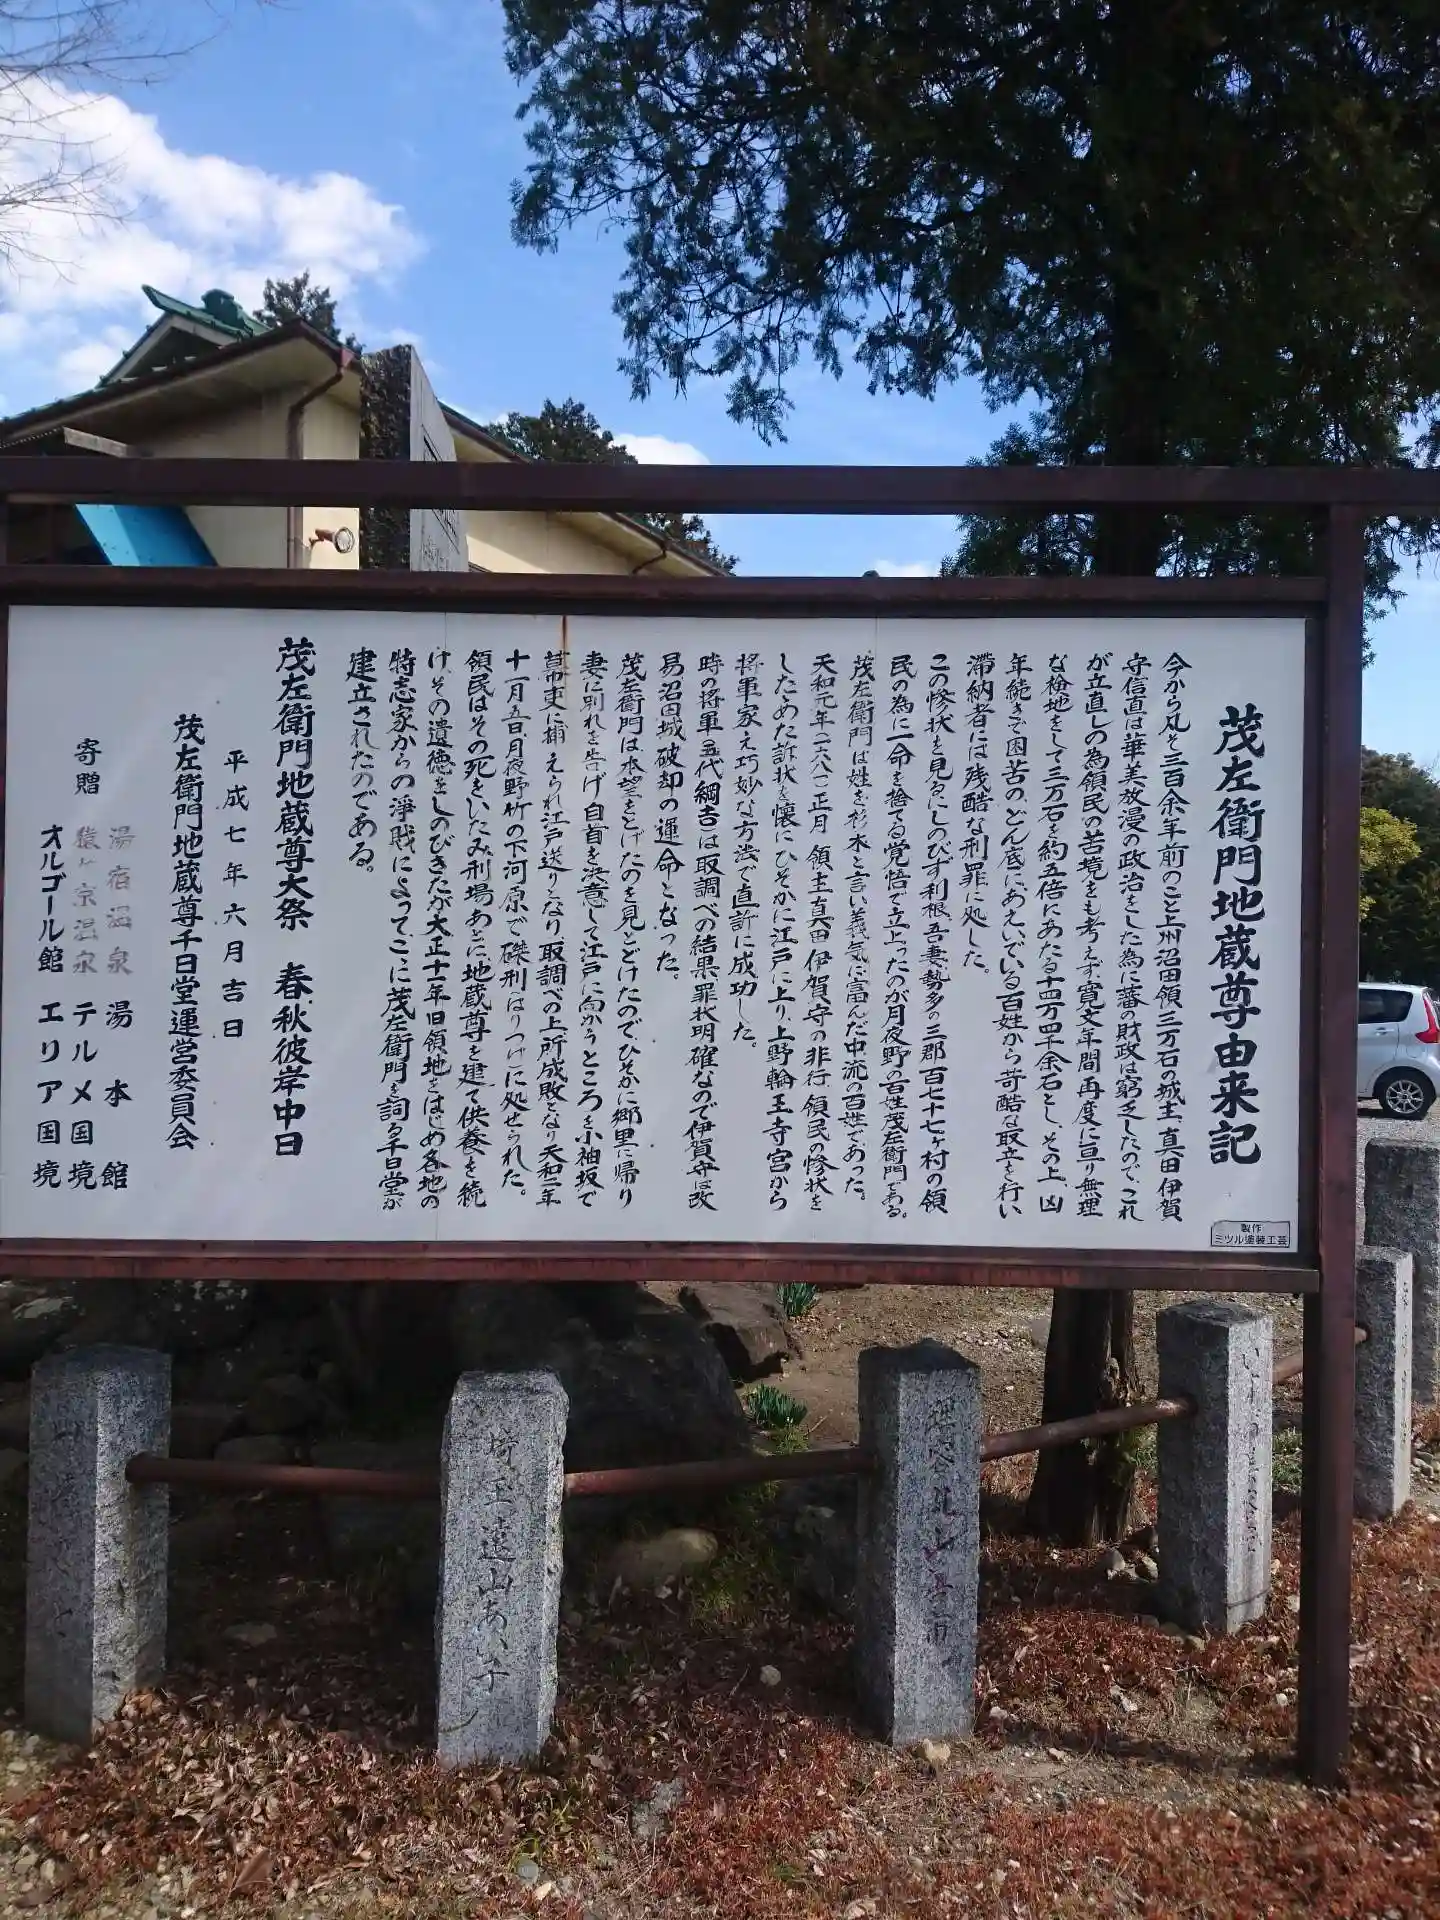 茂左衛門地蔵尊由来記
今から凡そ三百余年前のこと上州沼田領三万石の城主、真田伊賀
守信直は華美放漫の政治をした為に藩の財政は窮乏したので、これ
が立直しの為領民の苦境をも考えず、寛文年間再度に亘り無理
な検地をして三万石を約五倍にあたる十四万四千余石とし、その上、凶
年続きで困苦の、どん底にあえいでいる百姓から苛酷な取立を行い
滞納者には残酷な刑罪に処した。
この惨状を見るにしのびず利根、吾妻、勢多の三郡百七十七ヶ村の領
民の為に一命を捨てる覚悟で立上ったのが月夜野の百姓茂左衛門である。
茂左衛門は姓を杉木と言い義気に富んだ中流の百姓であった。
天和元年(一六八一)正月、領主真田伊賀守の非行、領民の惨状を
したためた訴状を懐にひそかに江戸に上り、上野輪王寺宮から
将軍家え巧妙な方法で直訴に成功した。
時の将軍(五代綱吉)は取調べの結果罪状明確なので伊賀守は改
易沼田城破却の運命となった。
茂左衛門は本望をとげたのを見とどけたので、ひそかに郷里に帰り
妻に別れを告げ自首を決意して江戸に向かうところを小袖坂で
幕吏に捕えられ江戸送りとなり、取調べの上所成敗となり天和二年
十一月五日、月夜野竹の下河原で磔刑(はりつけ)に処せられた。
領民はその死をいたみ刑場あとに地蔵尊を建て供養を続
け、その遺徳をしのびきたが大正十一年旧領地をはじめ各地の
特志家からの浄財によって、ここに茂左衛門を祠る千日堂が
建立されたのである。
茂左衛門地蔵尊大祭 春、秋彼岸中日
平成七年六月吉日
茂左衛門地蔵尊千日堂運営委員会
寄贈
湯宿温泉 湯本館
猿ヶ京温泉 テルメ国境
オルゴール館 エリア国境
製作
ミツル塗装工芸
埼玉 遠山あい子